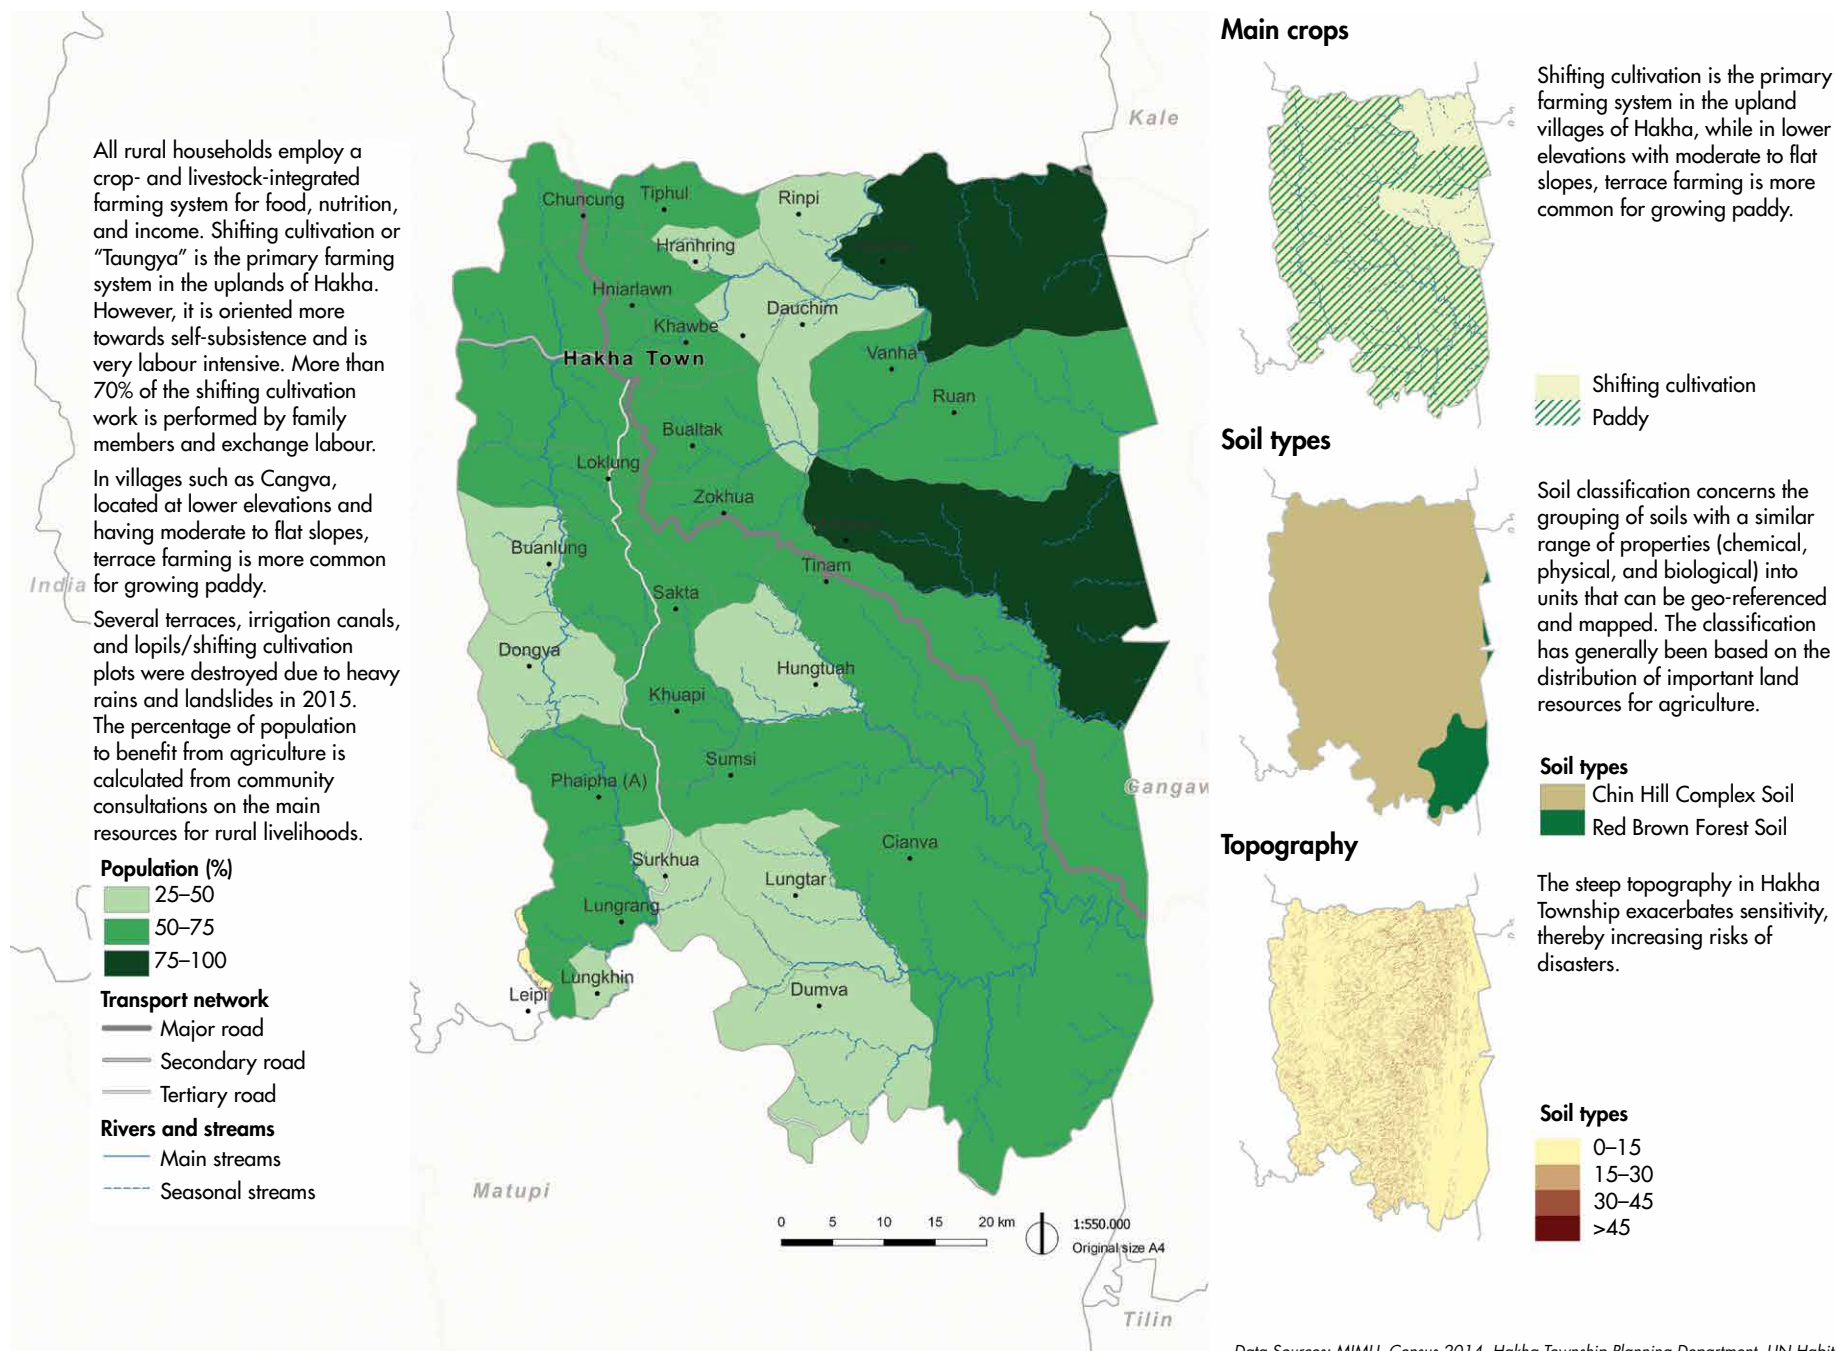 All rural households employ a
crop- and livestock-integrated
farming system for food, nutrition,
and income. Shifting cultivation or
“Taungya” is the primary farming
system in the uplands of Hakha.
However, it is oriented more
towards self-subsistence and is
very labour intensive. More than
70% of the shifting cultivation
work is performed by family
members and exchange labour.
In villages such as Cangva,
located at lower elevations and
having moderate to flat slopes,
terrace farming is more common
for growing paddy.
Several terraces, irrigation canals,
and lopils/shifting cultivation
plots were destroyed due to heavy
rains and landslides in 2015.
The percentage of population
to benefit from agriculture is
calculated from community
consultations on the main
resources for rural livelihoods.
Population (%)
25–50
50–75
75–100
Transport network
Major road
Secondary road
Tertiary road
Rivers and streams
Main streams
Seasonal streams
India
Kale
Chuncung
Tiphul
Rinpi
Hranhring
Hniarlawn
Dauchim
Khawbe
Hakha Town
Vanha
Ruan
Bualtak
Loklung
Zokhua
Buanlung
Tinam
Sakta
Dongva
Hungtuah
Khuapi
Sumsi
Phaipha (A)
Gangaw
Cianva
Surkhua
Lungtar
Lungrang
Lungkhin
Leipi
Dumva
Matupi
Tilin
0 5 10 15 20 km
1:550.000
Original size A4
Main crops
Shifting cultivation is the primary
farming system in the upland
villages of Hakha, while in lower
elevations with moderate to flat
slopes, terrace farming is more
common for growing paddy.
Shifting cultivation
Paddy
Soil types
Soil classification concerns the
grouping of soils with a similar
range of properties (chemical,
physical, and biological) into
units that can be geo-referenced
and mapped. The classification
has generally been based on the
distribution of important land
resources for agriculture.
Soil types
Chin Hill Complex Soil
Red Brown Forest Soil
Topography
The steep topography in Hakha
Township exacerbates sensitivity,
thereby increasing risks of
disasters.
Soil types
0–15
15–30
30–45
>45
Data Sources: MIMU, Census 2014, Hakha Township Planning Department, UN-Habit